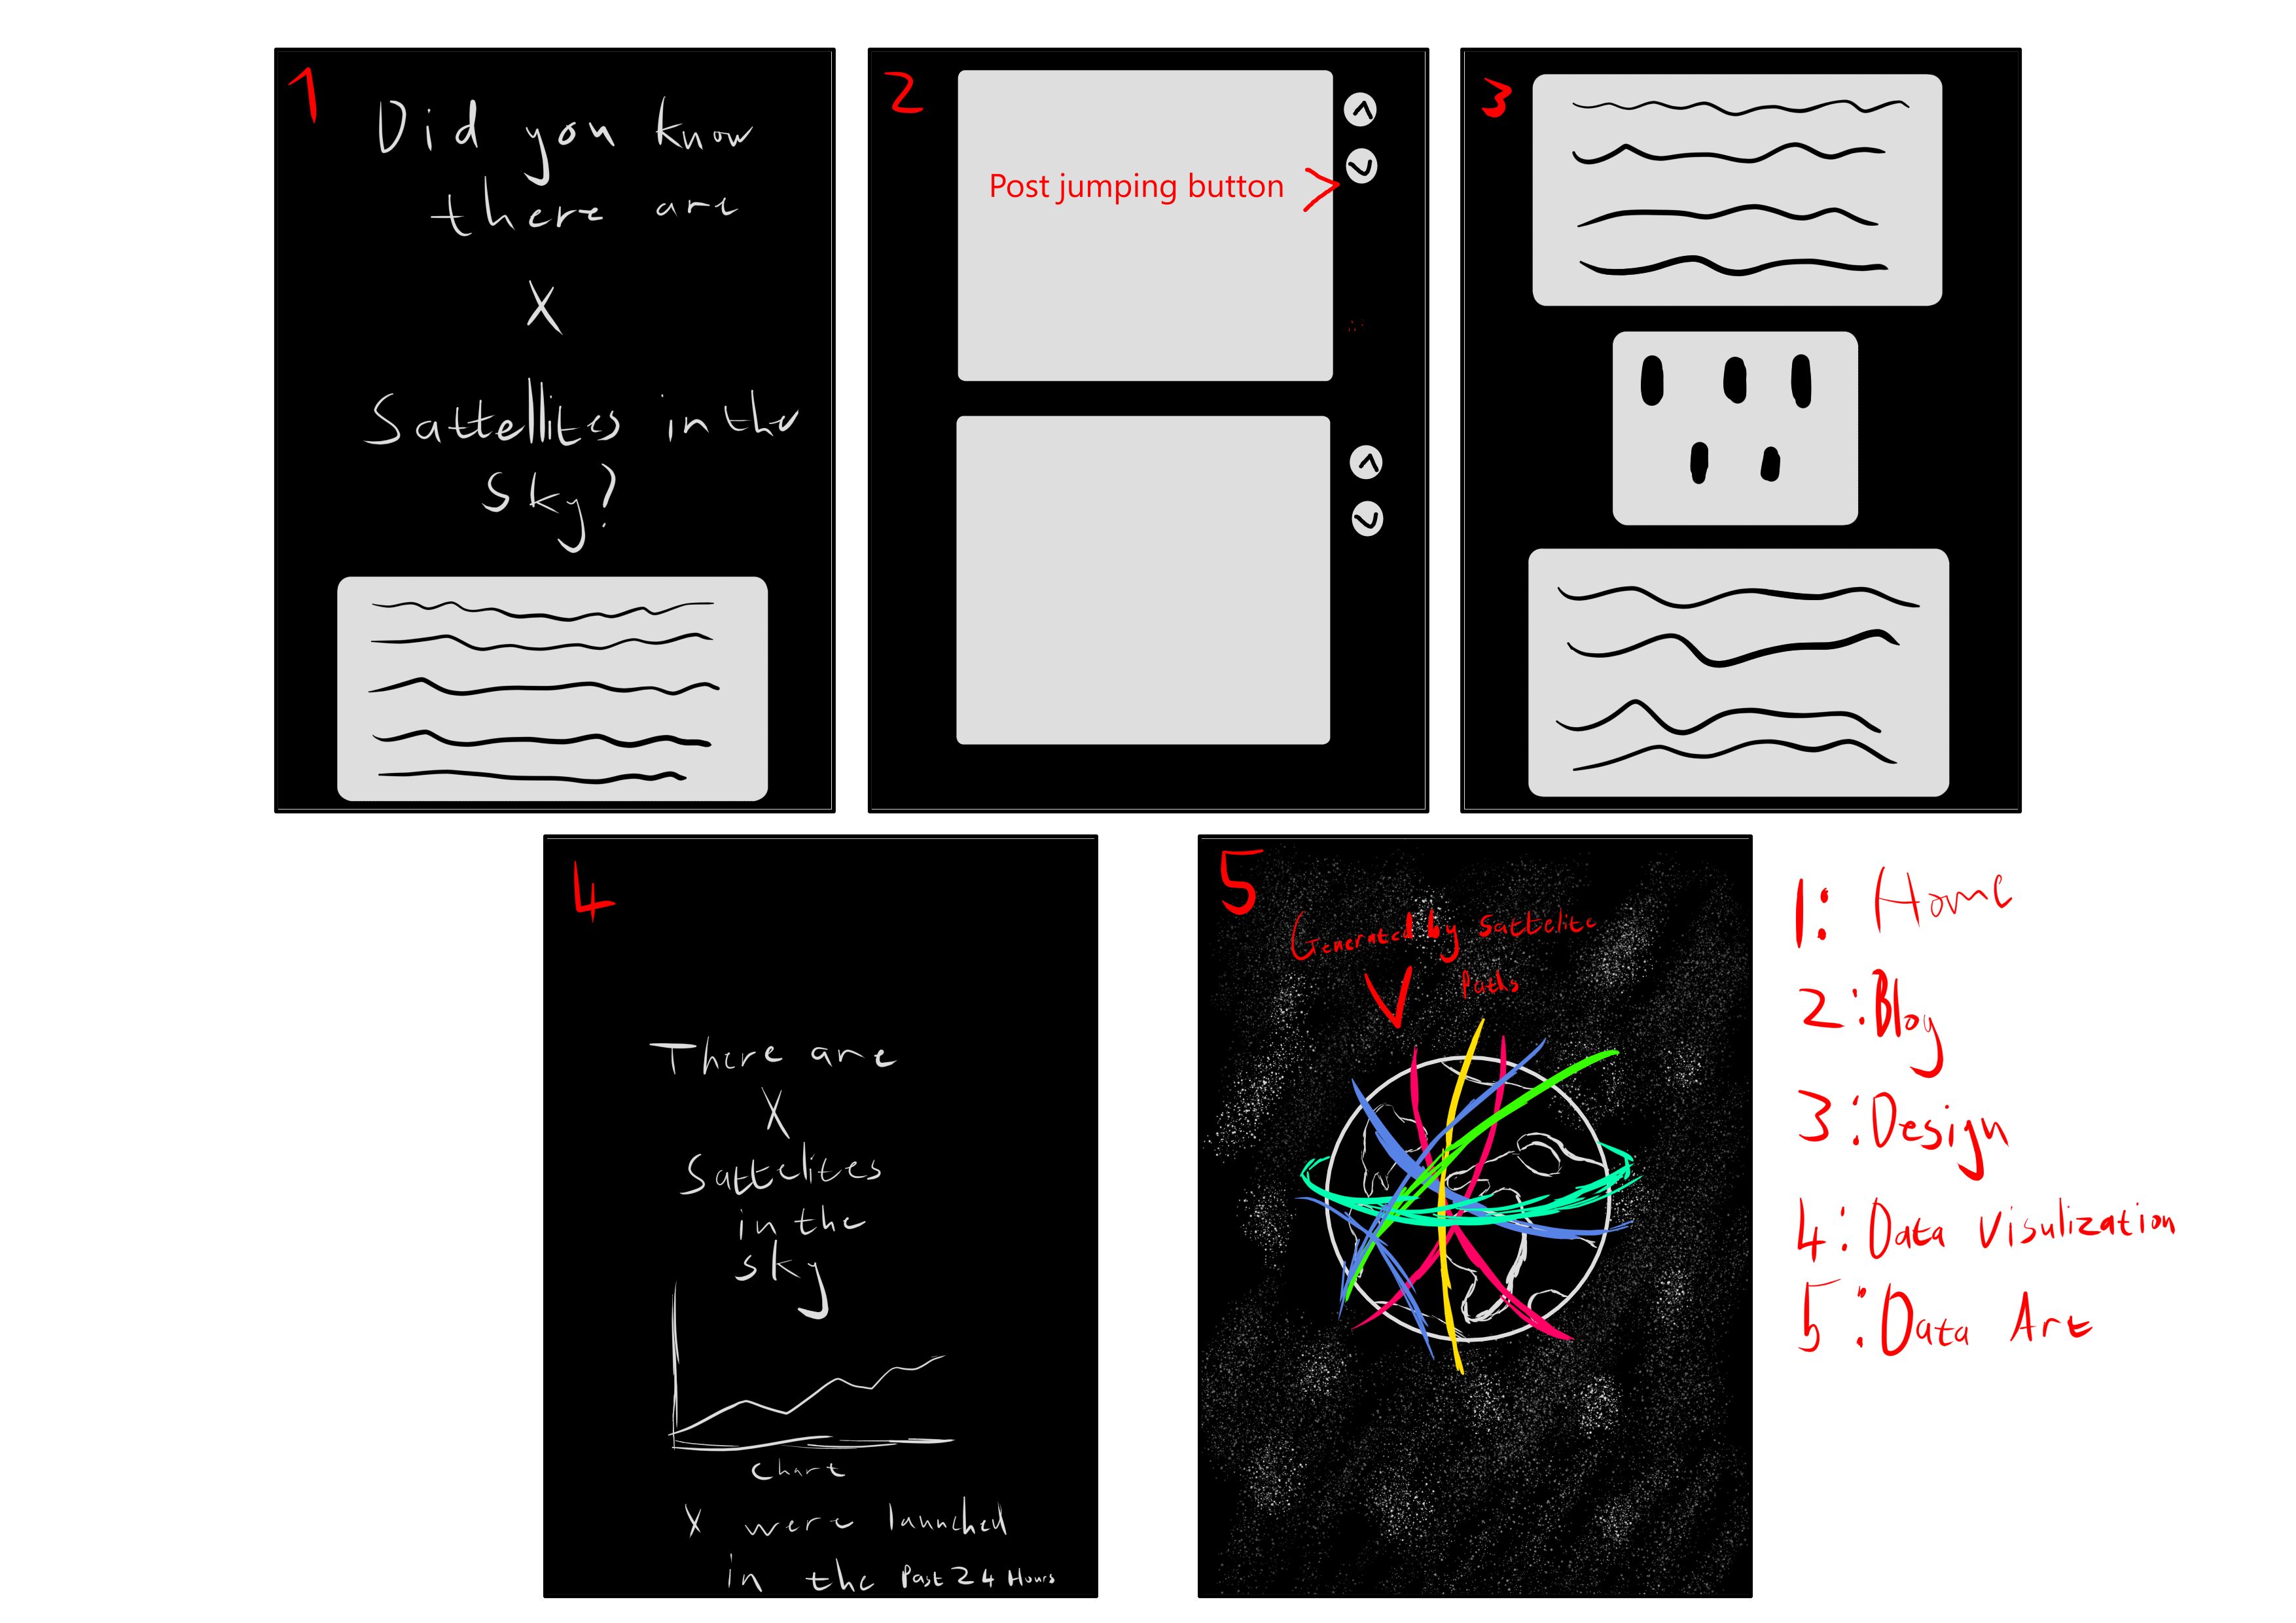 1
Did you know
there are
X
Sattellites in the
sky?
2
Post jumping button >
3
4
There are
X
Sattelites
in the
sky
Chart
X were launched
in the Past 24 Hours
5
Generated by Sattelite
Paths
1: Home
2: Blog
3: Design
4: Data Visulization
5: Data Art